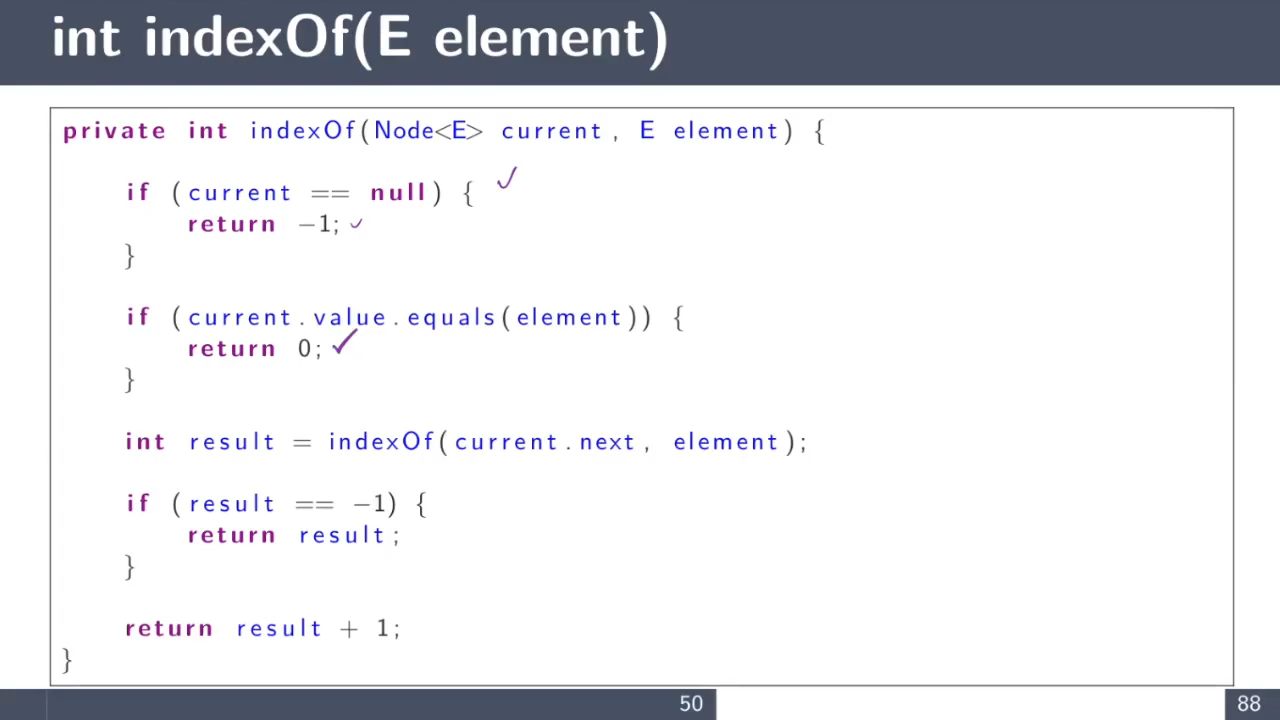 int indexOf(E element)
private int indexOf(Node<E> current, E element) {
if (current == null) {
return −1;
}
if (current.value.equals(element)) {
return 0;
}
int result = indexOf(current.next, element);
if (result == −1) {
return result;
}
return result + 1;
}
50
88